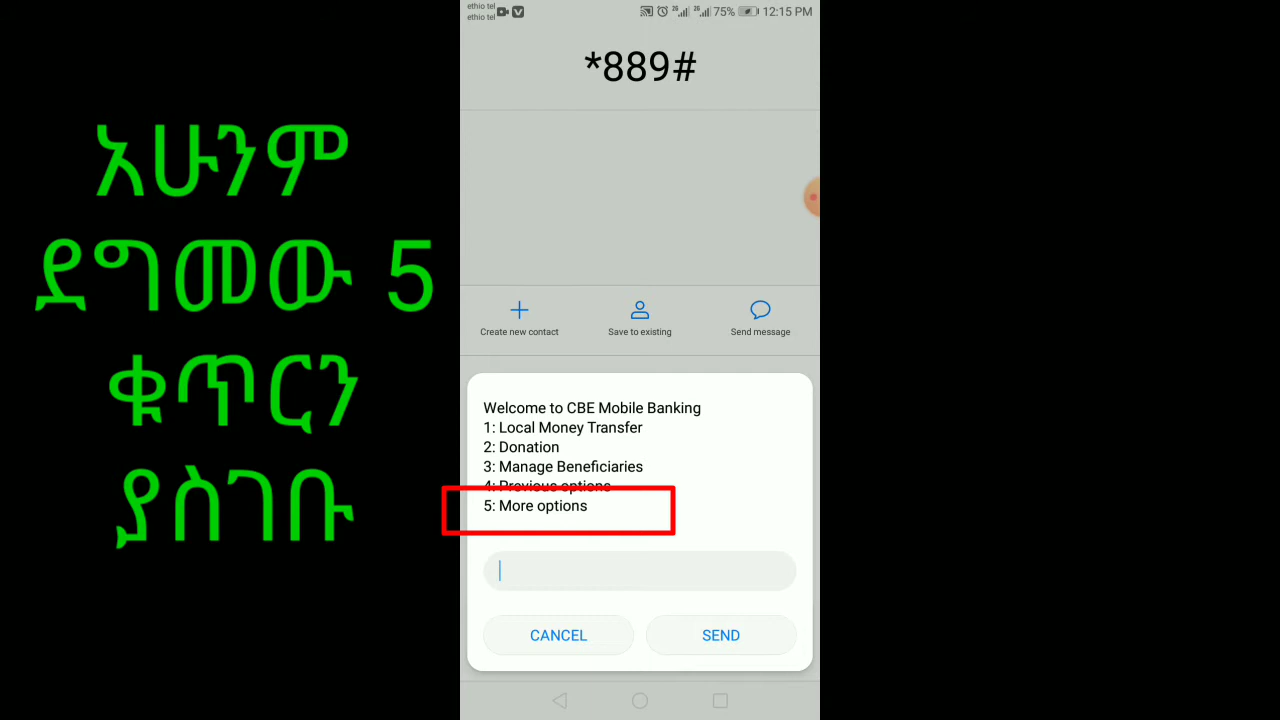 አሁንም
ደግመው 5
ቁጥርን
ያስገቡ
ethio tel
ethio tel
2G
2G
75%
12:15 PM
*889#
Create new contact
Save to existing
Send message
Welcome to CBE Mobile Banking
1: Local Money Transfer
2: Donation
3: Manage Beneficiaries
4: Previous options
5: More options
CANCEL
SEND